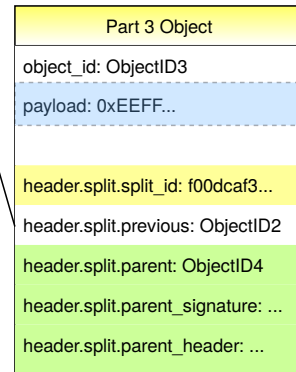 Part 3 Object
object_id: ObjectID3
payload: 0xEEFF...
header.split.split_id: f00dcaf3...
header.split.previous: ObjectID2
header.split.parent: ObjectID4
header.split.parent_signature: ...
header.split.parent_header: ...